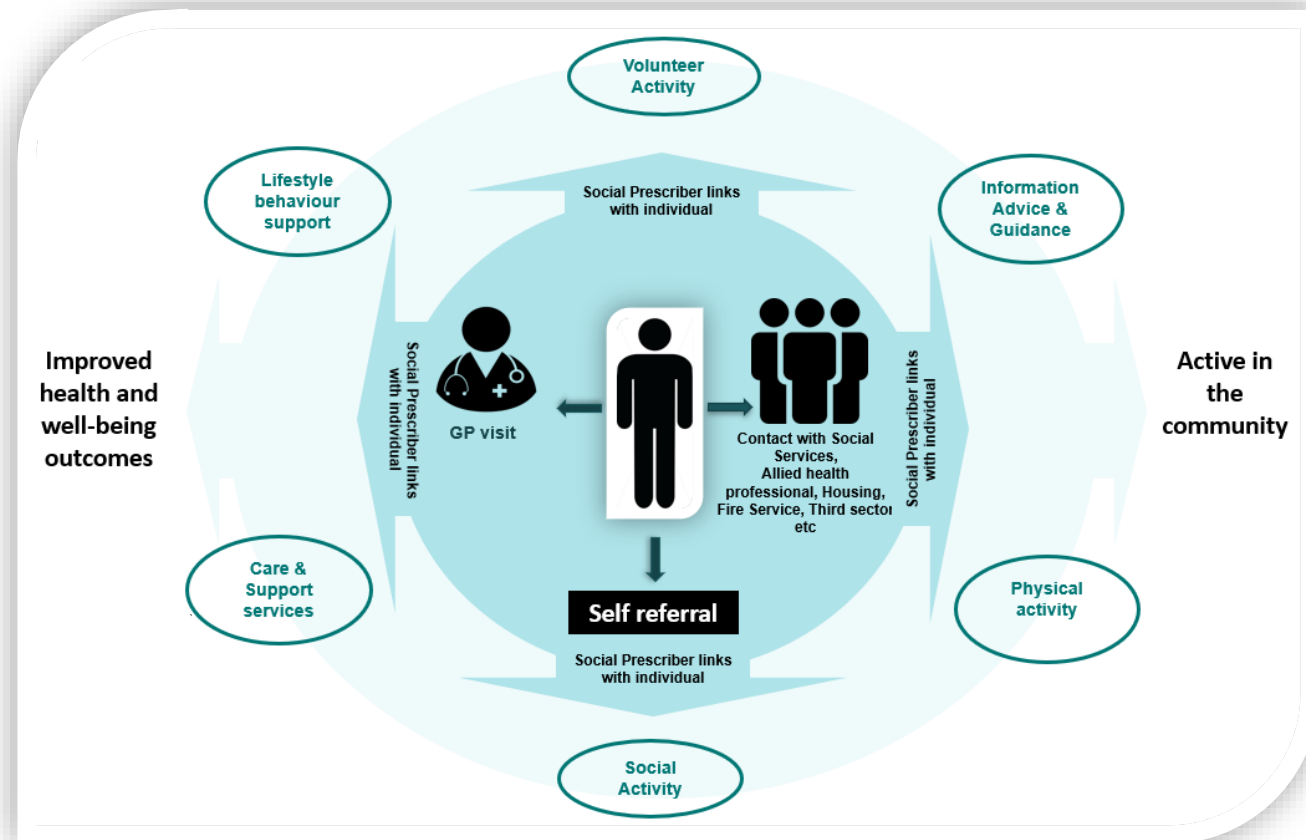 Volunteer
Activity
Lifestyle
behaviour
support
Social Prescriber links
with individual
Information
Advice &
Guidance
Improved
health and
well-being
outcomes
Social Prescriber links
with individual
GP visit
Contact with Social
Services,
Allied health
professional, Housing,
Fire Service, Third sector
etc
Social Prescriber links
with individual
Active in
the
community
Care &
Support
services
Self referral
Physical
activity
Social Prescriber links
with individual
Social
Activity